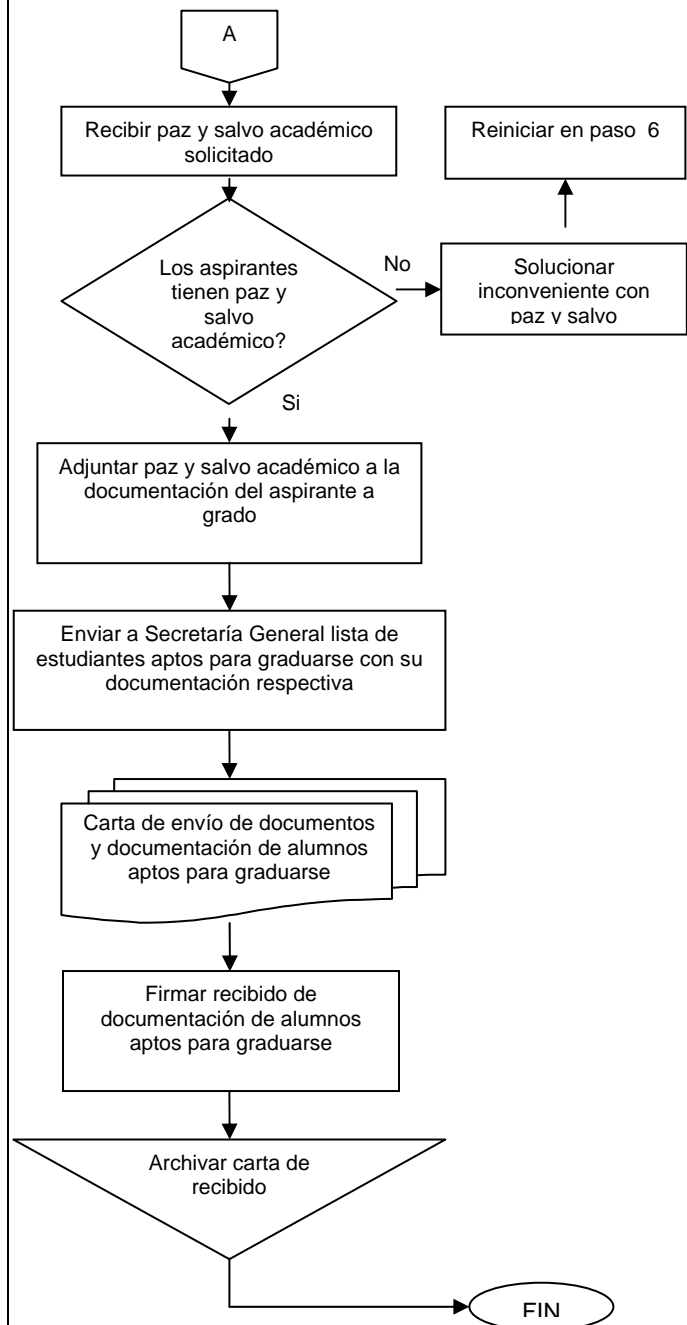 A
Recibir paz y salvo académico
solicitado
Reiniciar en paso 6
Los aspirantes
tienen paz y
salvo
académico?
No
Solucionar
inconveniente con
paz y salvo
Si
Adjuntar paz y salvo académico a la
documentación del aspirante a
grado
Enviar a Secretaría General lista de
estudiantes aptos para graduarse con su
documentación respectiva
Carta de envío de documentos
y documentación de alumnos
aptos para graduarse
Firmar recibido de
documentación de alumnos
aptos para graduarse
Archivar carta de
recibido
FIN